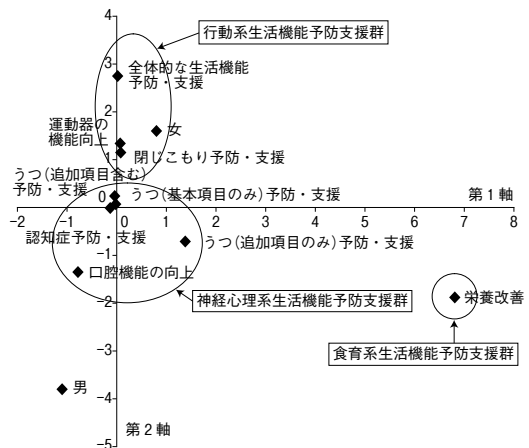 4
行動系生活機能予防支援群
3
全体的な生活機能
予防・支援
2
運動器の
機能向上
女
1
閉じこもり予防・支援
うつ(追加項目含む)
予防・支援
0
うつ(基本項目のみ)予防・支援
第1軸
-2
-1
0
1
2
3
4
5
6
7
8
認知症予防・支援
うつ(追加項目のみ)予防・支援
-1
口腔機能の向上
神経心理系生活機能予防支援群
栄養改善
-2
食育系生活機能予防支援群
-3
男
-4
第2軸
-5